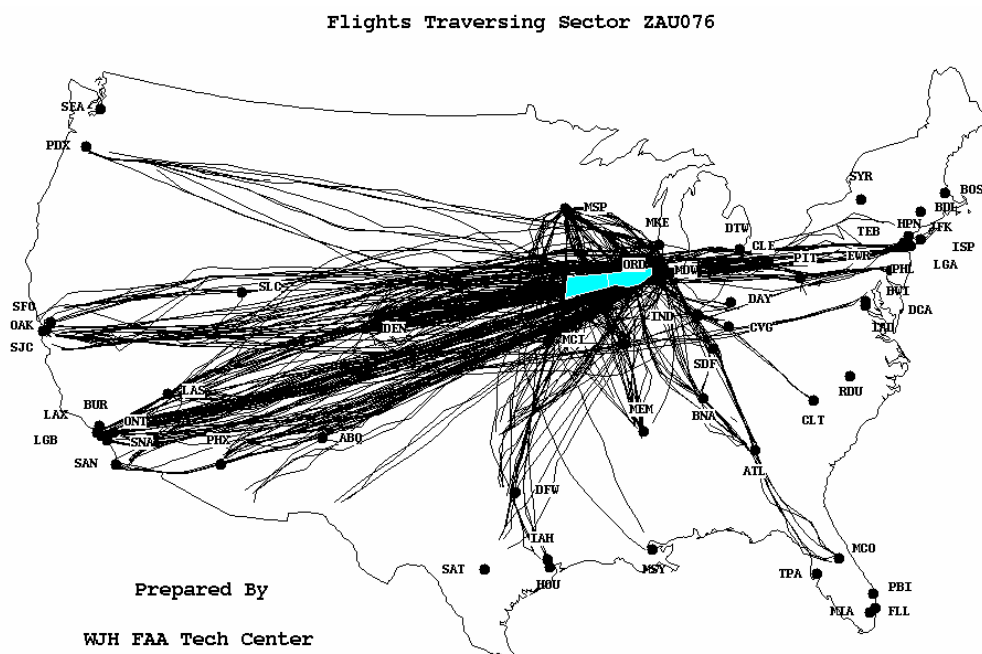 Flights Traversing Sector ZAU076
SEA
PDX
SYR
BOS
BDL
MSP
MKE
DTW
HPN
JFK
TEB
CLE
ISP
ORD
MDW
PIT
EWR
PHL
LGA
SLC
SFO
OAK
SJC
DEN
IND
DAY
BWI
DCA
IAD
CVG
MCI
SDF
LAS
RDU
BUR
LAX
ONT
LGB
SNA
PHX
ABQ
MEM
BNA
CLT
SAN
ATL
DFW
IAH
MCO
SAT
HOU
MSY
TPA
PBI
MIA
FLL
Prepared By
WJH FAA Tech Center